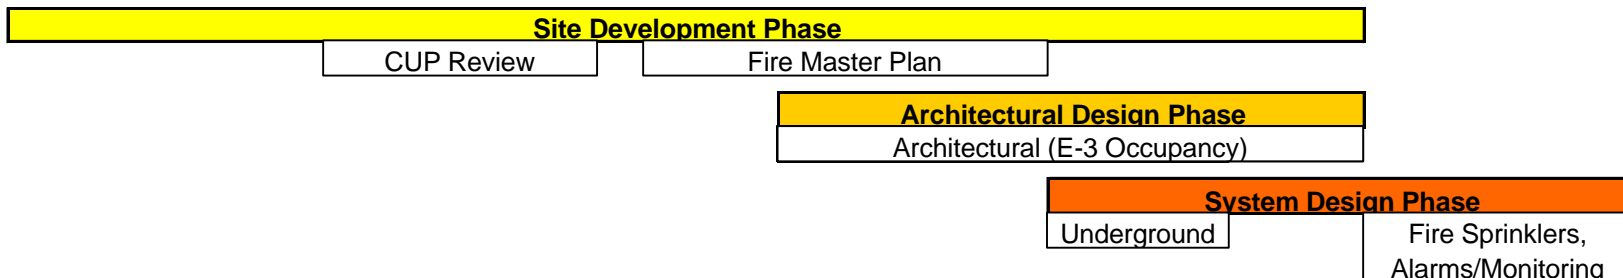 Site Development Phase
CUP Review
Fire Master Plan
Architectural Design Phase
Architectural (E-3 Occupancy)
System Design Phase
Underground
Fire Sprinklers,
Alarms/Monitoring